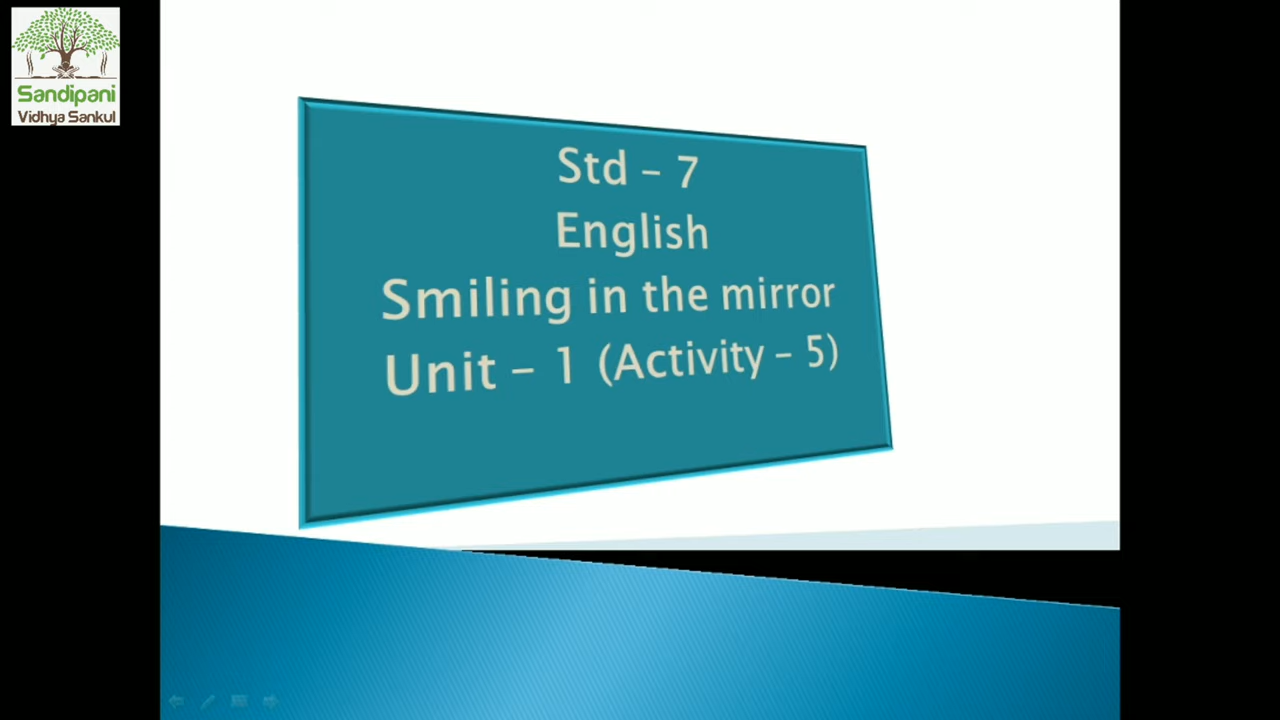 Sandipani
Vidhya Sankul
Std – 7
English
Smiling in the mirror
Unit – 1 (Activity – 5)